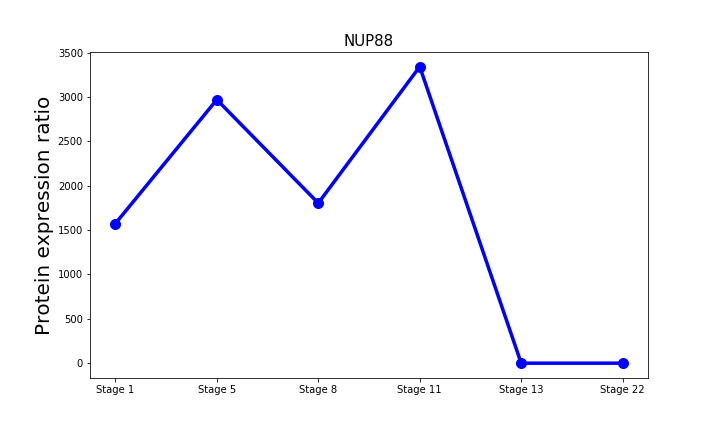 NUP88
Protein expression ratio
3500
3000
2500
2000
1500
1000
500
0
Stage 1
Stage 5
Stage 8
Stage 11
Stage 13
Stage 22